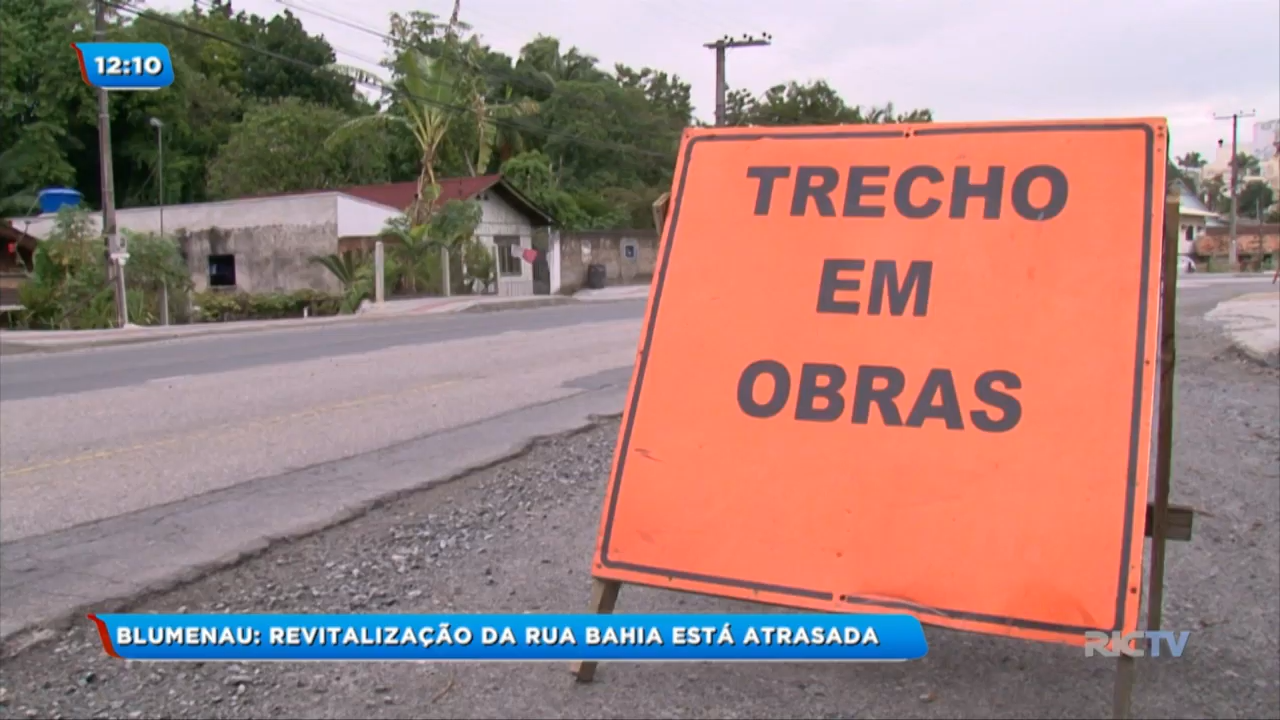 12:10
TRECHO
EM
OBRAS
BLUMENAU: REVITALIZAÇÃO DA RUA BAHIA ESTÁ ATRASADA
RICTV